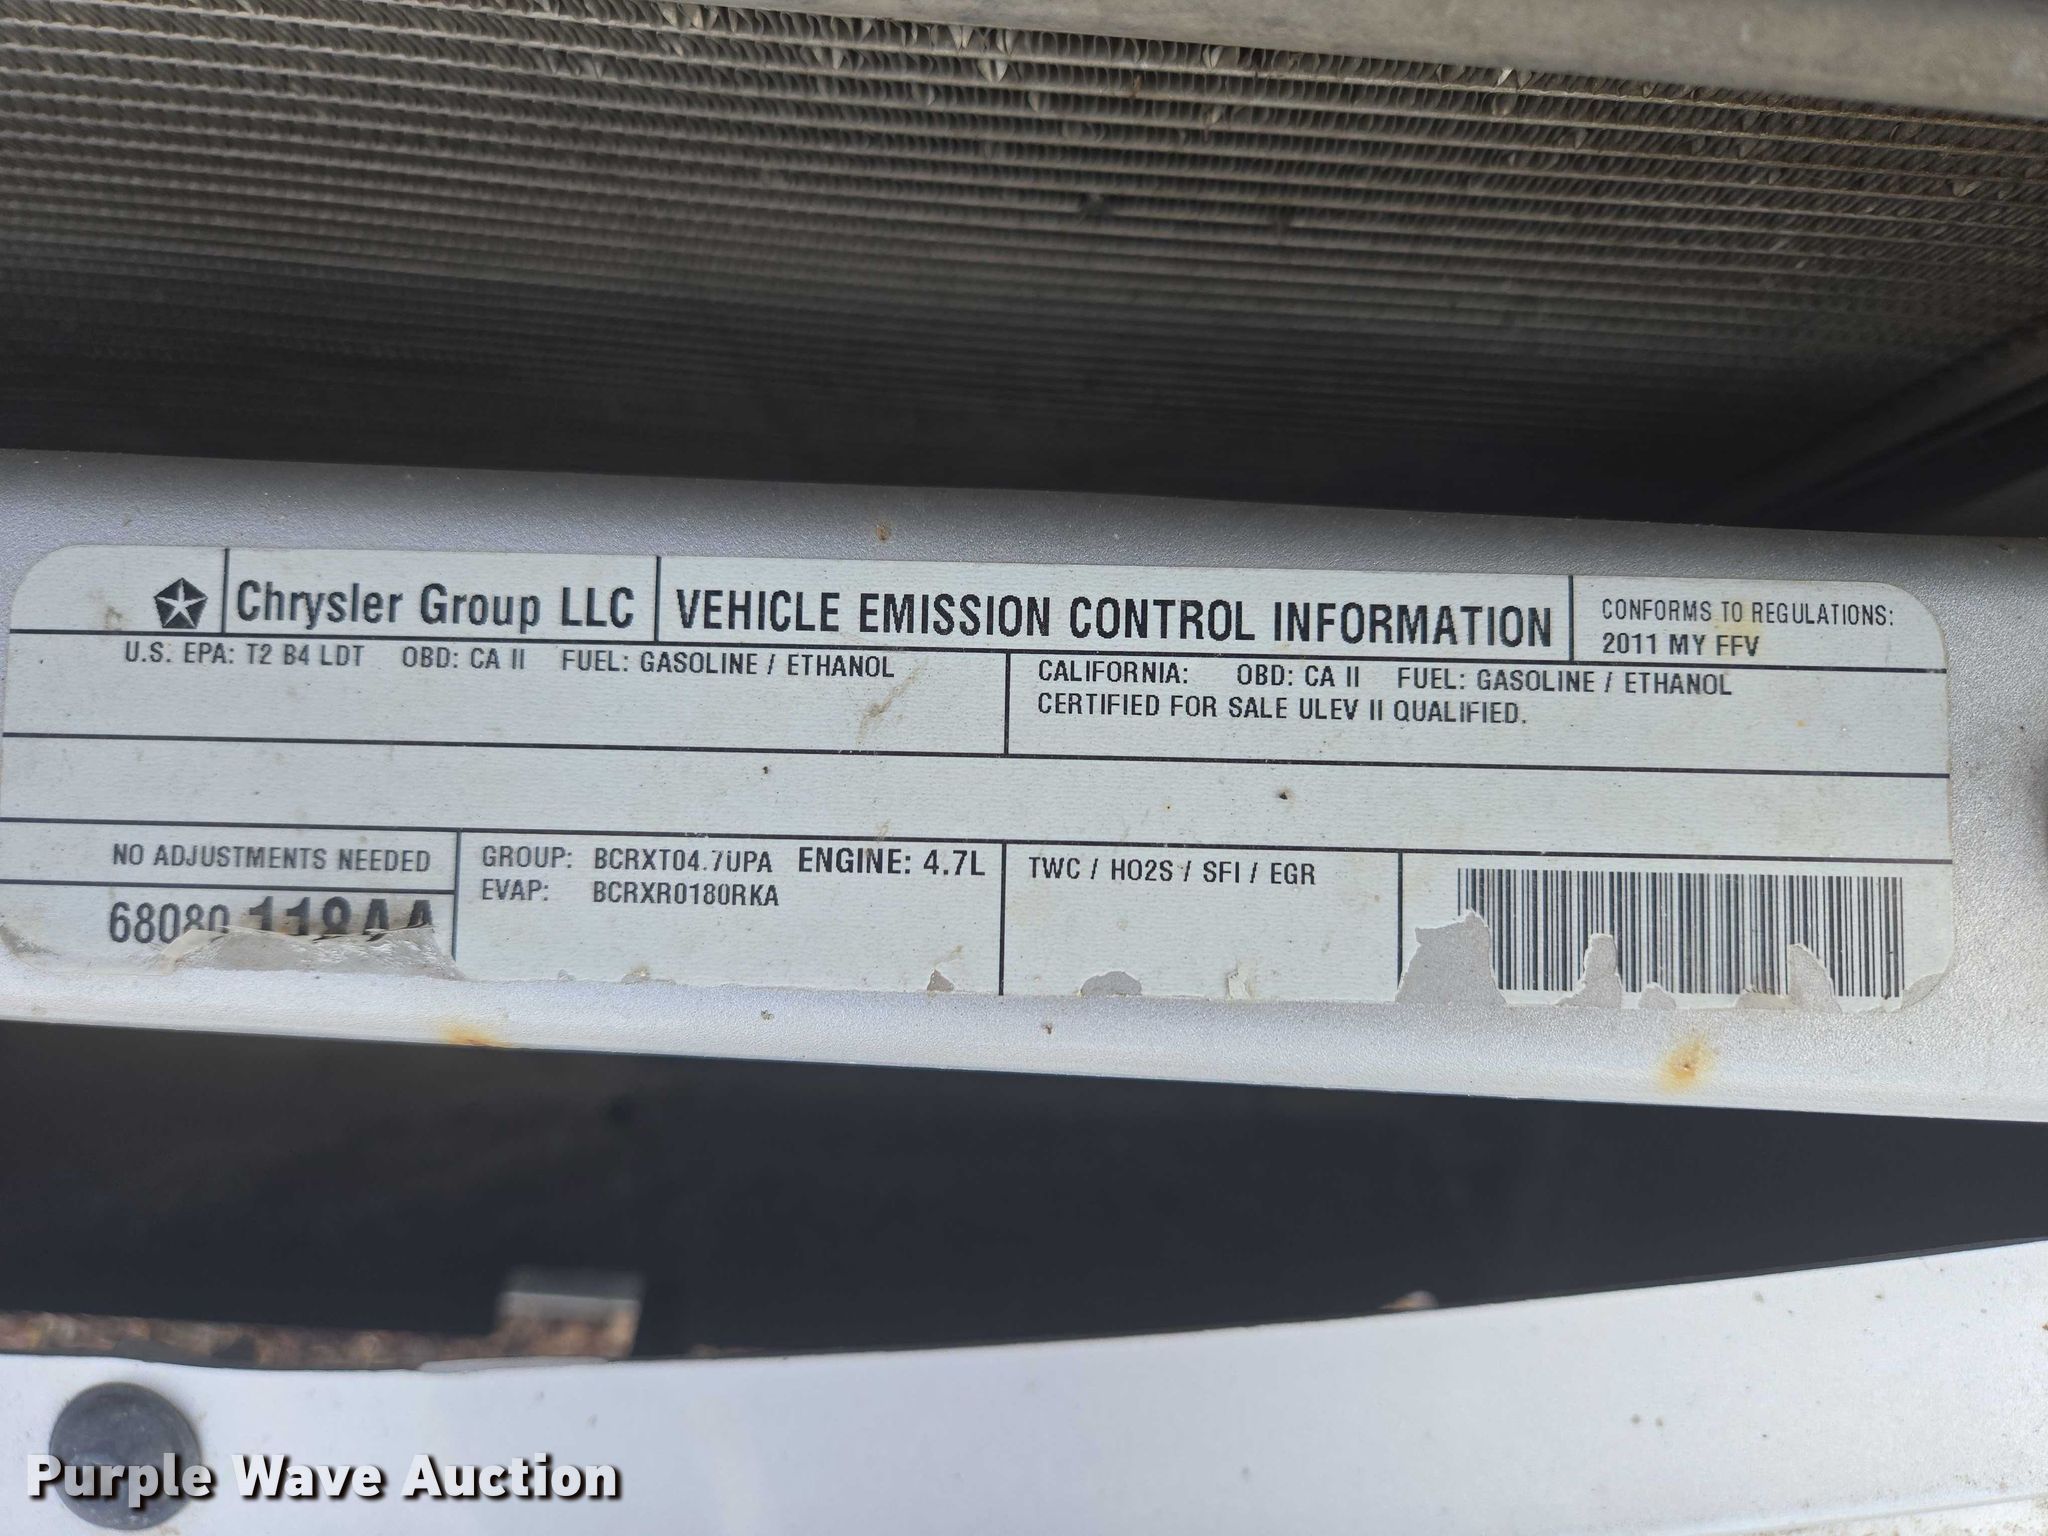 Chrysler Group LLC
VEHICLE EMISSION CONTROL INFORMATION
CONFORMS TO REGULATIONS:
2011 MY FFV
U.S. EPA: T2 B4 LDT OBD: CA II FUEL: GASOLINE / ETHANOL
CALIFORNIA: OBD: CA II FUEL: GASOLINE / ETHANOL
CERTIFIED FOR SALE ULEV II QUALIFIED.
NO ADJUSTMENTS NEEDED
GROUP: BCRXT04.7UPA ENGINE: 4.7L
EVAP: BCRXR0180RKA
TWC / HO2S / SFI / EGR
Purple Wave Auction